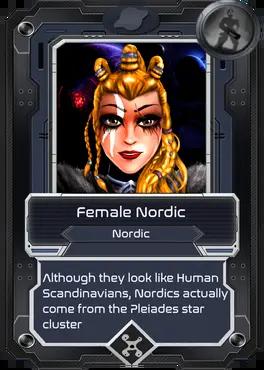 Female Nordic
Nordic
Although they look like Human
Scandinavians, Nordics actually
come from the Pleiades star
cluster